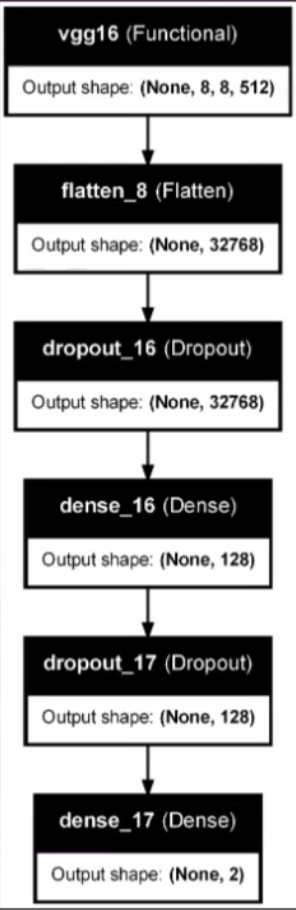 vgg16 (Functional)
Output shape: (None, 8, 8, 512)
flatten_8 (Flatten)
Output shape: (None, 32768)
dropout_16 (Dropout)
Output shape: (None, 32768)
dense_16 (Dense)
Output shape: (None, 128)
dropout_17 (Dropout)
Output shape: (None, 128)
dense_17 (Dense)
Output shape: (None, 2)